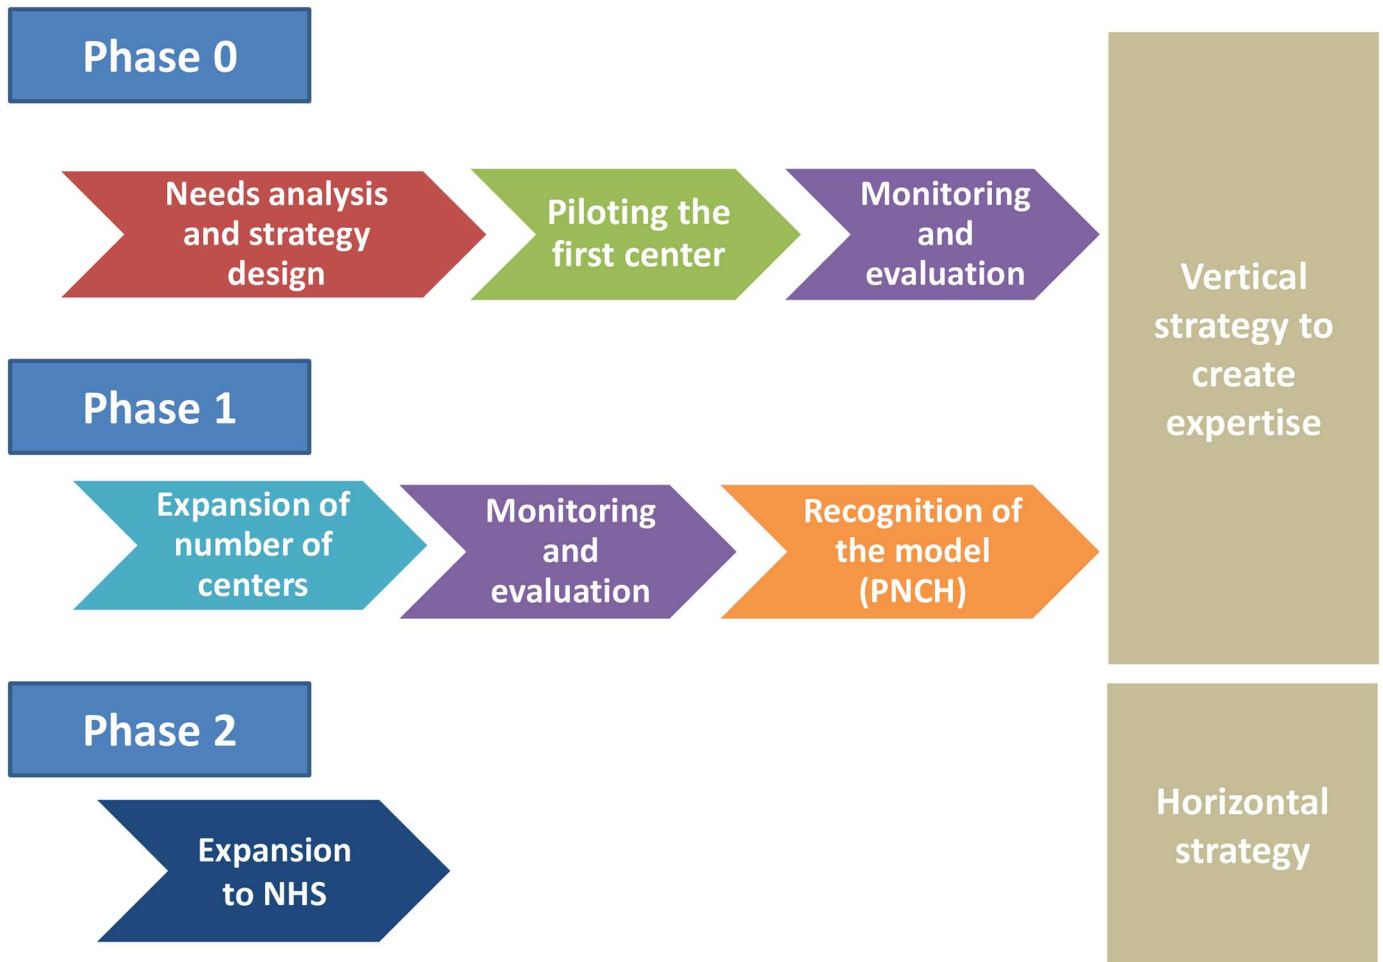 Phase 0
Needs analysis
and strategy
design
Piloting the
first center
Monitoring
and
evaluation
Vertical
strategy to
create
expertise
Phase 1
Expansion of
number of
centers
Monitoring
and
evaluation
Recognition of
the model
(PNCH)
Phase 2
Expansion
to NHS
Horizontal
strategy